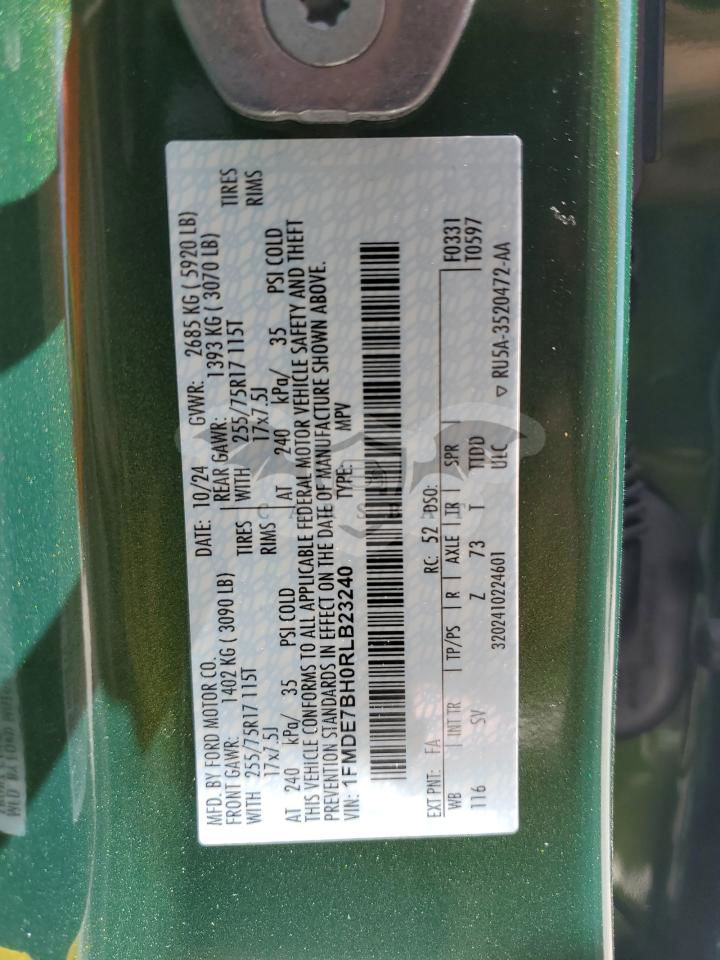 MFD. BY FORD MOTOR CO. DATE: 10/24 GVWR: 2685 KG ( 5920 LB)
FRONT GAWR: 1402 KG ( 3090 LB) REAR GAWR: 1393 KG ( 3070 LB)
WITH 255/75R17 115T TIRES WITH 255/75R17 115T TIRES
17x7.5J RIMS 17x7.5J RIMS
AT 240 kPa/ 35 PSI COLD AT 240 kPa/ 35 PSI COLD
THIS VEHICLE CONFORMS TO ALL APPLICABLE FEDERAL MOTOR VEHICLE SAFETY AND THEFT
PREVENTION STANDARDS IN EFFECT ON THE DATE OF MANUFACTURE SHOWN ABOVE.
VIN: 1FMDE7BH0RLB23240 TYPE: MPV
EXT PNT: FA RC: 52 DSO: F0331
WB INT TR TP/PS R AXLE TR SPR T0597
116 SV Z 73 T TIDD
3202410224601 ULC ▽ RU5A-3520472-AA